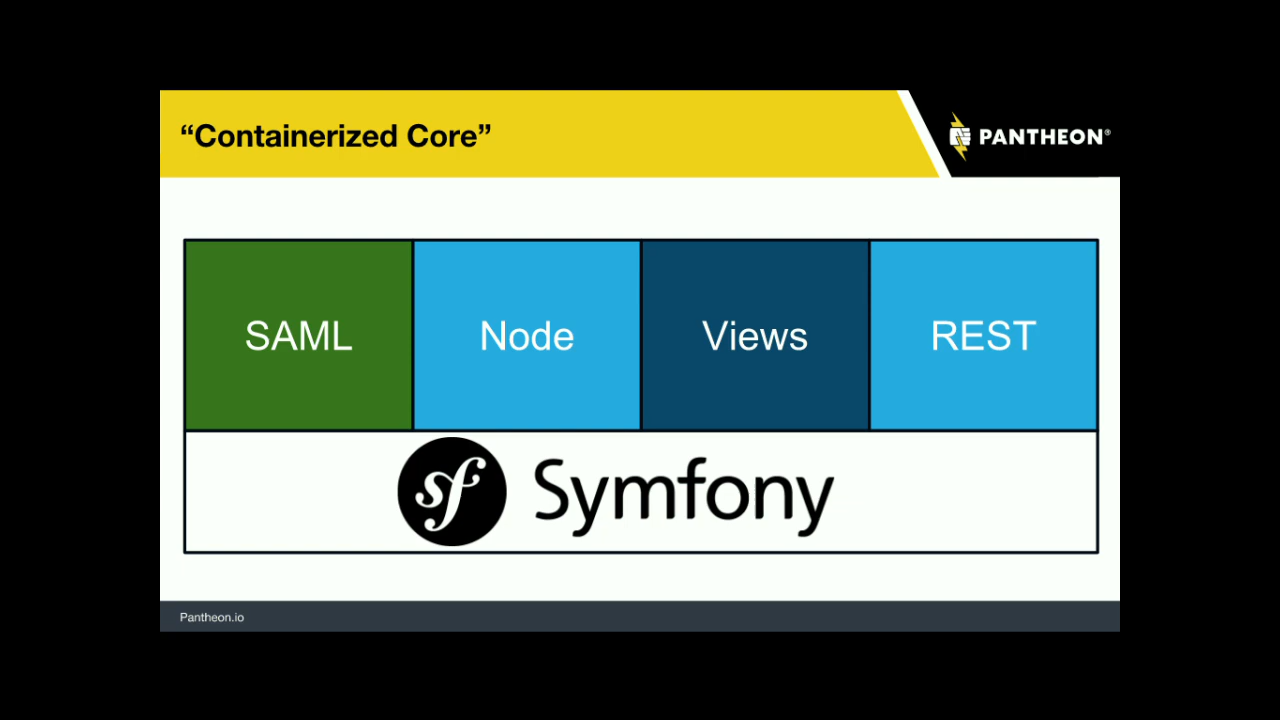 “Containerized Core”
PANTHEON®
SAML
Node
Views
REST
sf Symfony
Pantheon.io